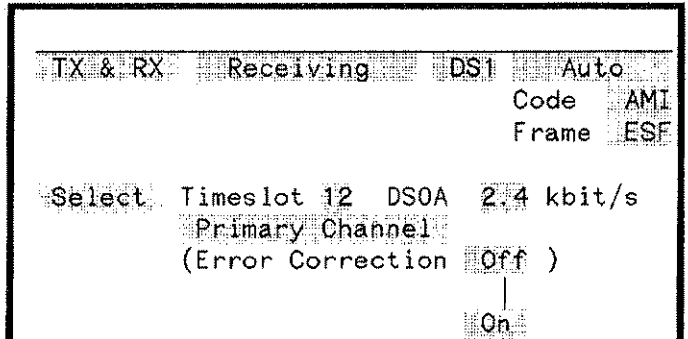 TX & RX Receiving DS1 Auto
Code AMI
Frame ESF
Select Timeslot 12 DS0A 2.4 kbit/s
Primary Channel
(Error Correction Off )
On